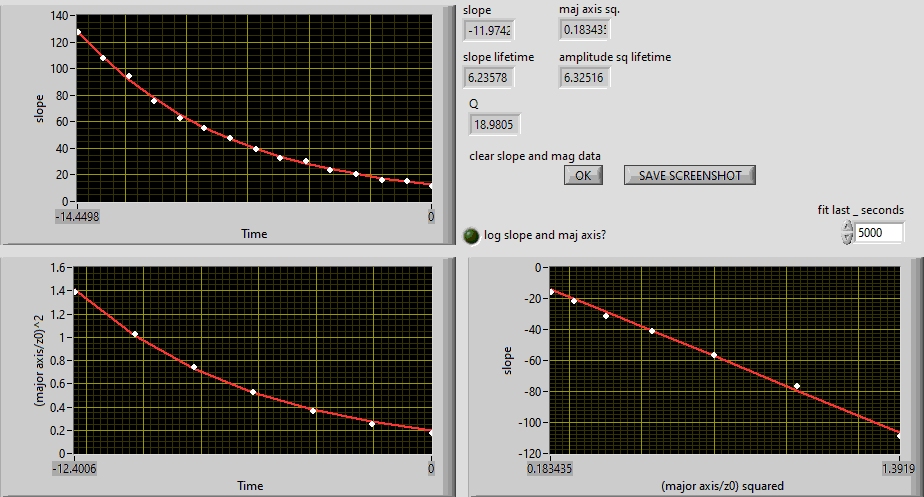 slope
maj axis sq.
-11.9742
0.18343
slope lifetime
amplitude sq lifetime
6.23578
6.32516
Q
18.9805
clear slope and mag data
OK
SAVE SCREENSHOT
fit last _ seconds
5000
log slope and maj axis?
140
120
100
80
60
40
20
0
slope
-14.4498
0
Time
1.6
1.4
1.2
1
0.8
0.6
0.4
0.2
0
(major axis/z0)^2
-12.4006
0
Time
0
-20
-40
-60
-80
-100
-120
slope
0.183435
1.3919
(major axis/z0) squared